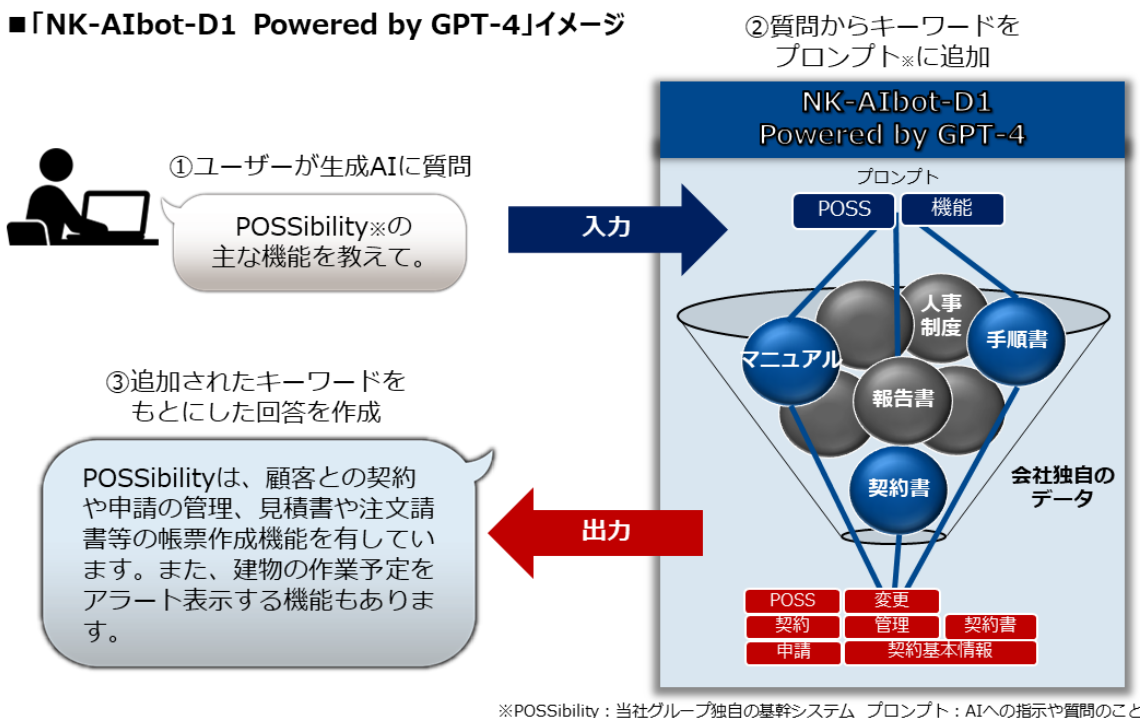 ■「NK-AIbot-D1 Powered by GPT-4」イメージ
②質問からキーワードを
プロンプト※に追加
NK-AIbot-D1
Powered by GPT-4
①ユーザーが生成AIに質問
POSSibility※の
主な機能を教えて。
入力
プロンプト
POSS 機能
人事
制度
手順書
マニュアル
報告書
契約書
会社独自の
データ
③追加されたキーワードを
もとにした回答を作成
POSSibilityは、顧客との契約
や申請の管理、見積書や注文請
書等の帳票作成機能を有してい
ます。また、建物の作業予定を
アラート表示する機能もありま
す。
出力
POSS 変更
契約 管理 契約書
申請 契約基本情報
※POSSibility：当社グループ独自の基幹システム プロンプト：AIへの指示や質問のこと